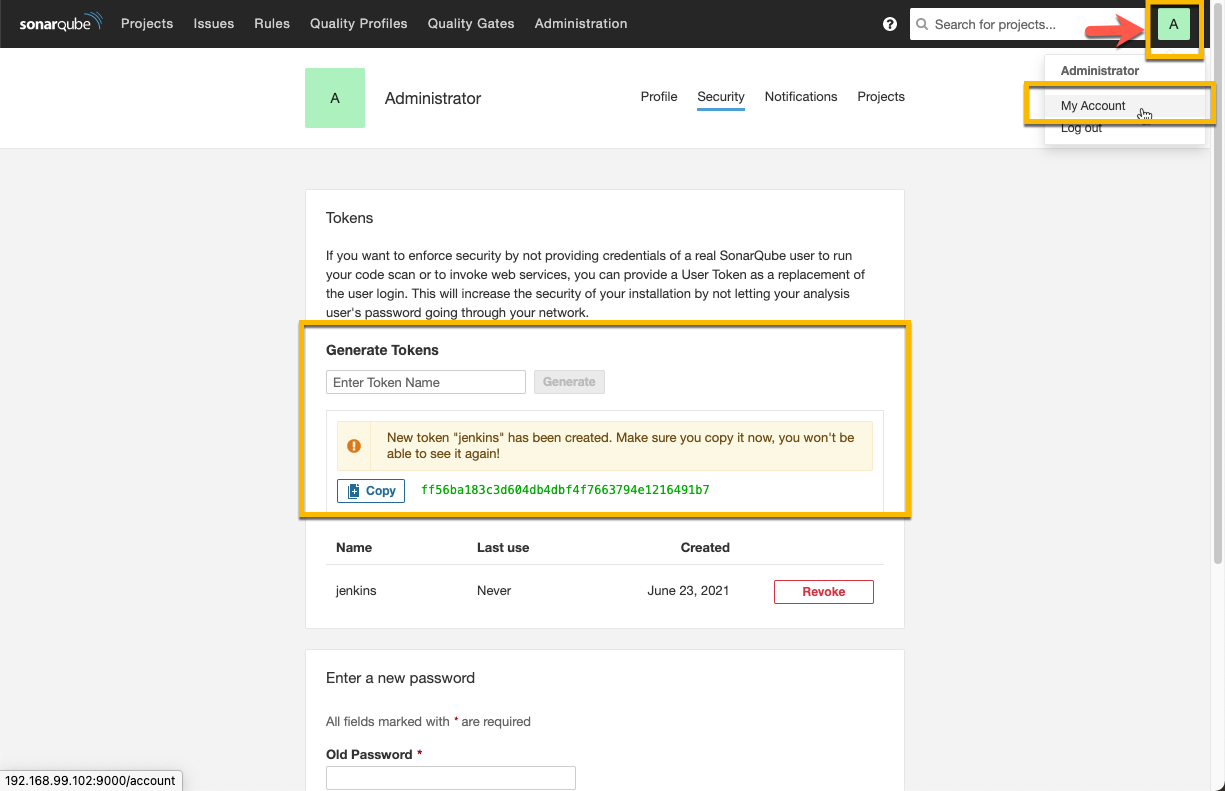 sonarqube Projects Issues Rules Quality Profiles Quality Gates Administration ? Search for projects... A
Administrator
My Account
Log out
A Administrator Profile Security Notifications Projects
Tokens
If you want to enforce security by not providing credentials of a real SonarQube user to run
your code scan or to invoke web services, you can provide a User Token as a replacement of
the user login. This will increase the security of your installation by not letting your analysis
user's password going through your network.
Generate Tokens
Enter Token Name Generate
New token "jenkins" has been created. Make sure you copy it now, you won't be
able to see it again!
Copy ff56ba183c3d604db4dbf4f7663794e1216491b7
Name Last use Created
jenkins Never June 23, 2021 Revoke
Enter a new password
All fields marked with * are required
Old Password *
192.168.99.102:9000/account